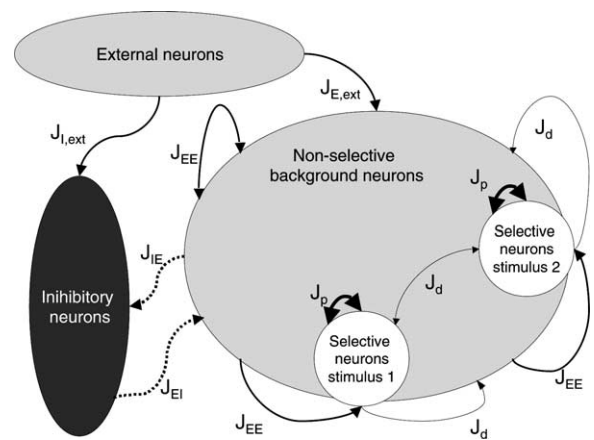 External neurons
J_E,ext
J_I,ext
J_EE
J_d
Non-selective
background neurons
J_p
Selective
neurons
stimulus 2
J_IE
J_d
J_p
Inihibitory
neurons
Selective
neurons
stimulus 1
J_EI
J_EE
J_EE
J_d